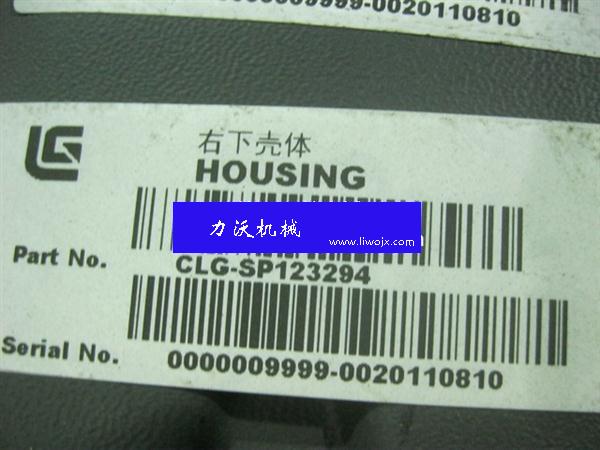 0000009999-0020110810
LG
右下壳体
HOUSING
力沃机械
www.liwojx.com
Part No.
CLG-SP123294
Serial No.
0000009999-0020110810